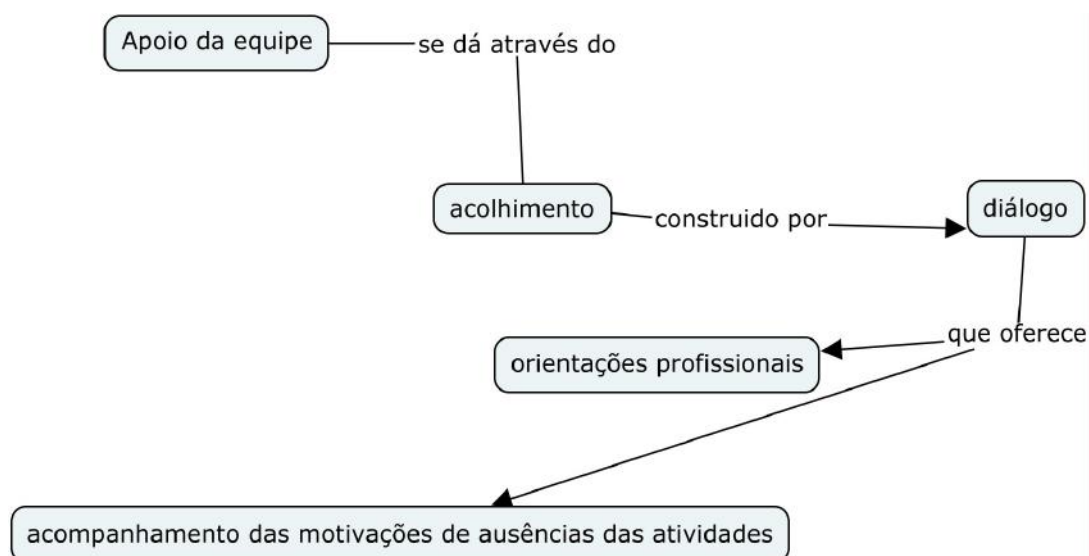 Apoio da equipe
se dá através do
acolhimento
construido por
diálogo
que oferece
orientações profissionais
acompanhamento das motivações de ausências das atividades